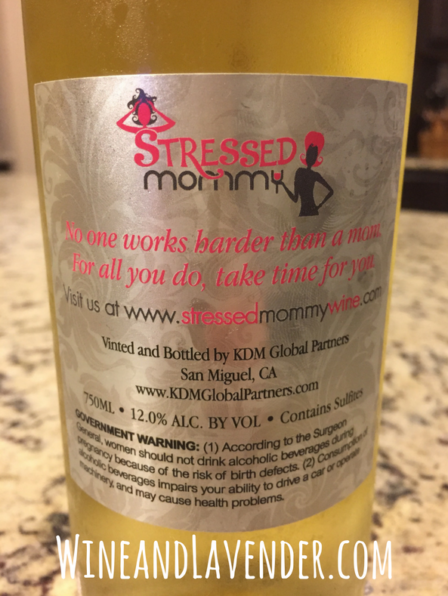 STRESSED
mommy
No one works harder than a mom.
For all you do, take time for you.
Visit us at www.stressedmommywine.com
Vinted and Bottled by KDM Global Partners
San Miguel, CA
www.KDMGlobalPartners.com
750ML • 12.0% ALC. BY VOL • Contains Sulfites
GOVERNMENT WARNING: (1) According to the Surgeon
General, women should not drink alcoholic beverages during
pregnancy because of the risk of birth defects. (2) Consumption of
alcoholic beverages impairs your ability to drive a car or operate
machinery, and may cause health problems.
WINEANDLAVENDER.COM